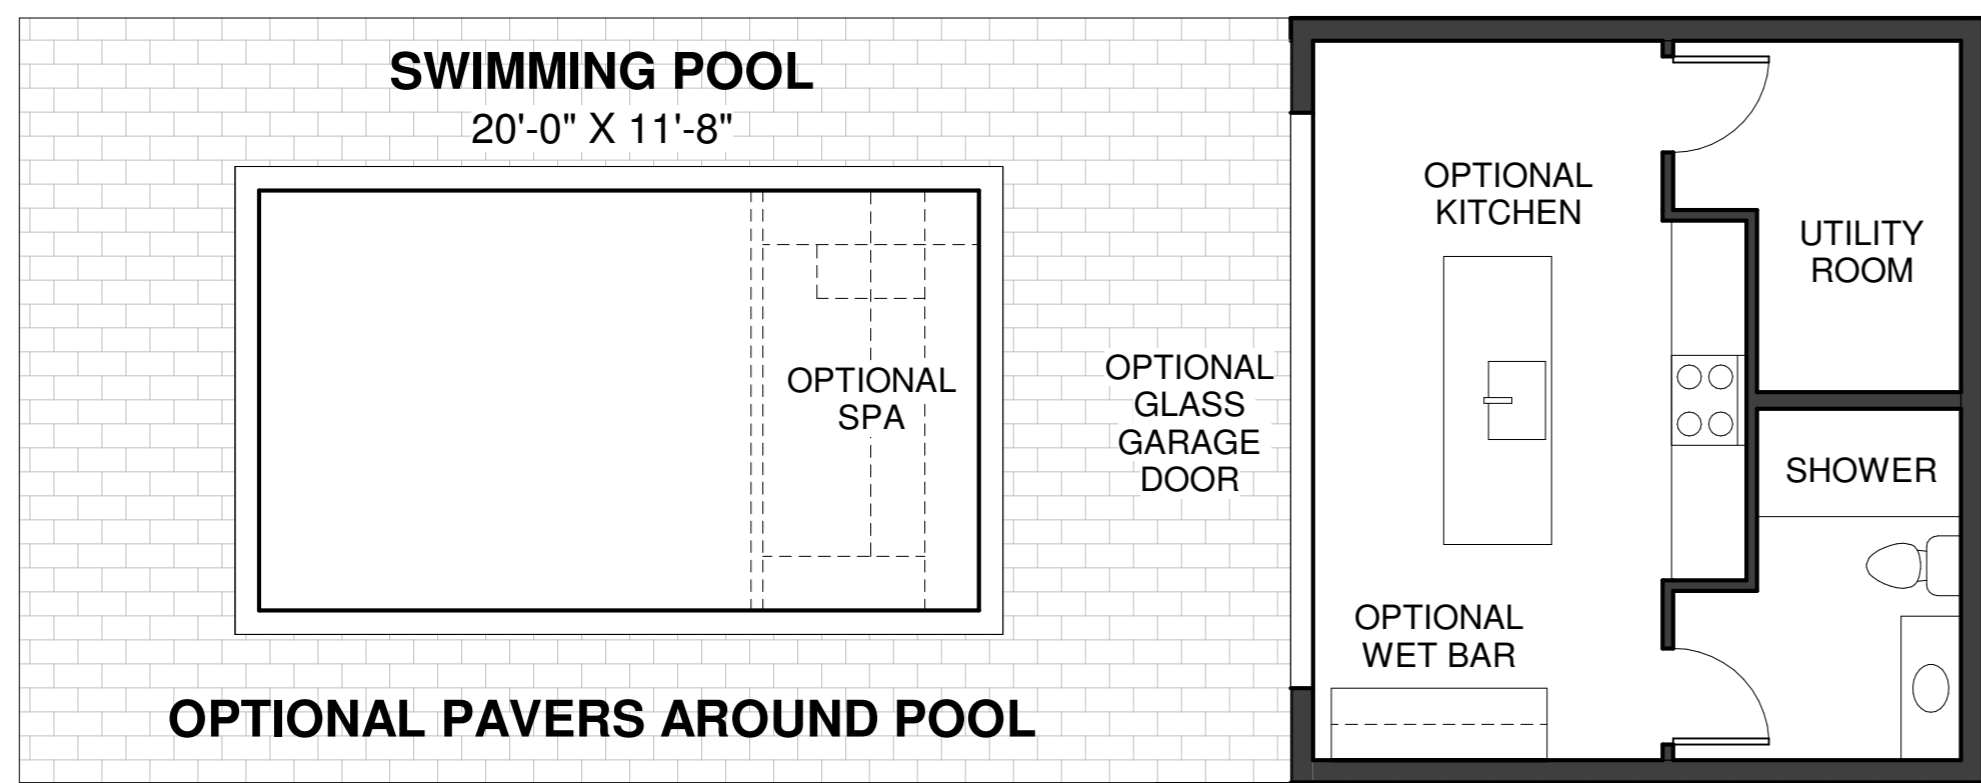 SWIMMING POOL
20'-0" X 11'-8"
OPTIONAL
SPA
OPTIONAL PAVERS AROUND POOL
OPTIONAL
GLASS
GARAGE
DOOR
OPTIONAL
KITCHEN
OPTIONAL
WET BAR
UTILITY
ROOM
SHOWER